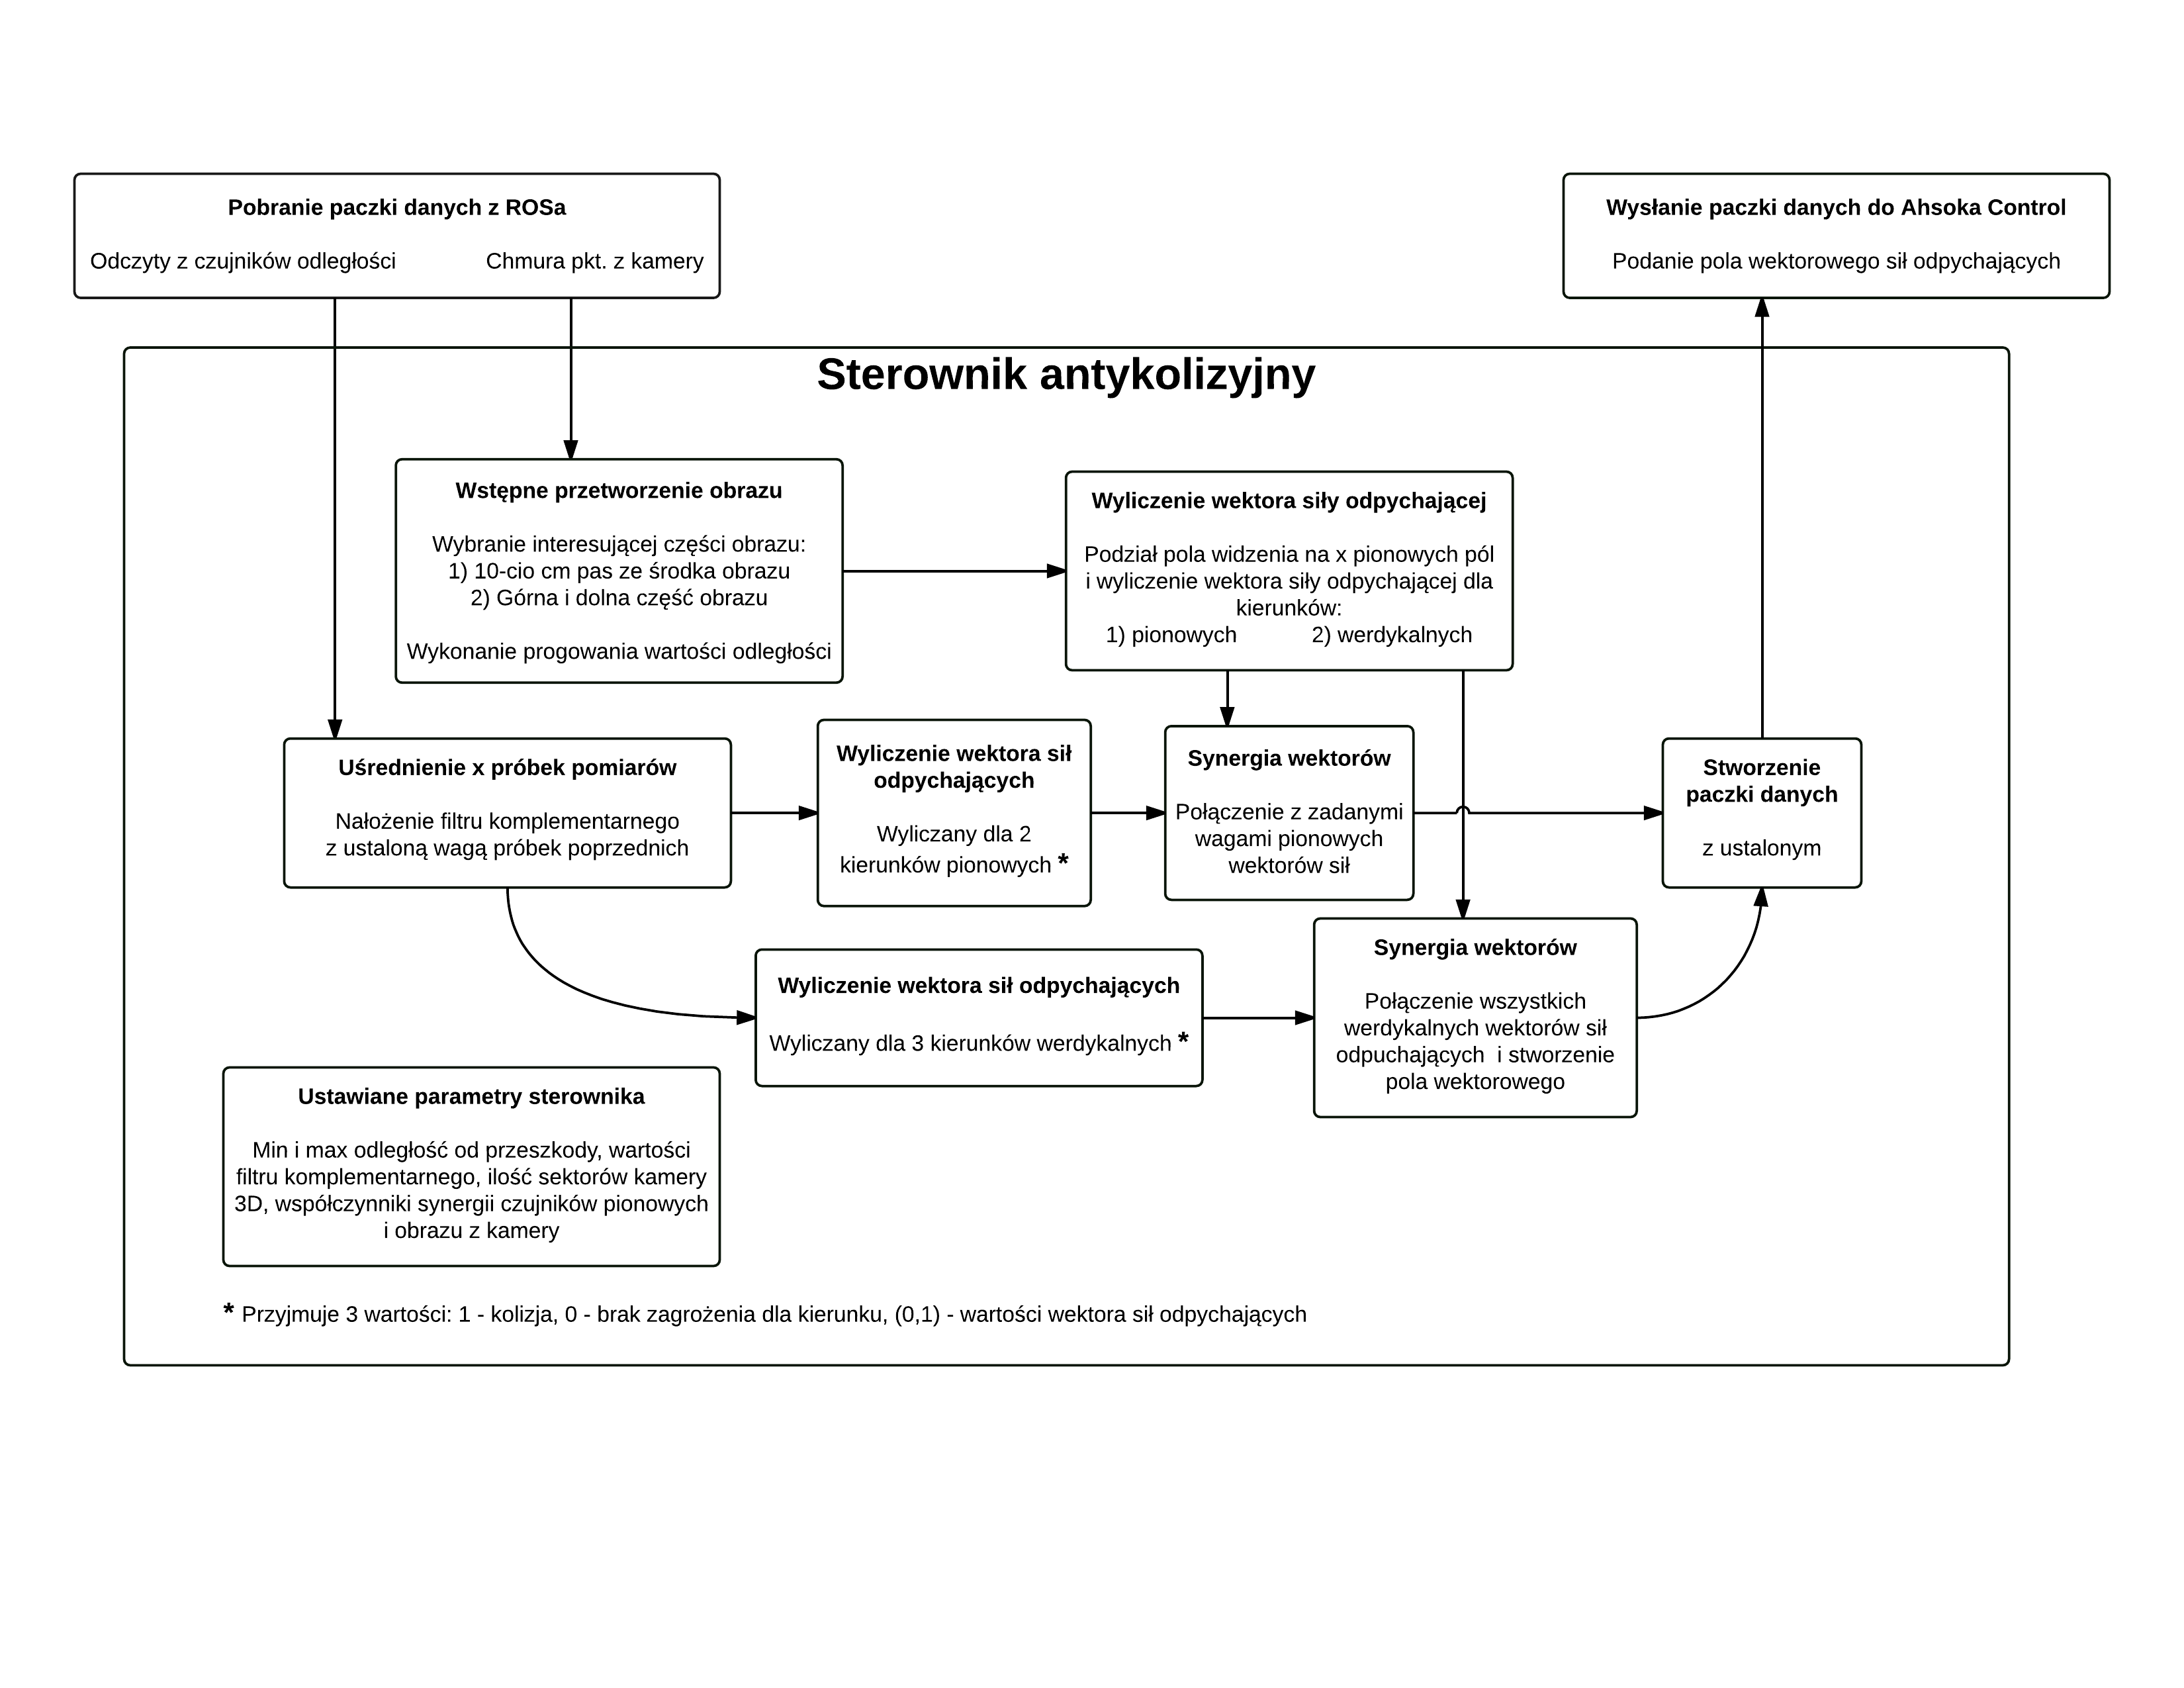 Pobranie paczki danych z ROSa
Odczyty z czujników odległości
Chmura pkt. z kamery
Wysłanie paczki danych do Ahsoka Control
Podanie pola wektorowego sił odpychających
Sterownik antykolizyjny
Wstępne przetworzenie obrazu
Wybranie interesującej części obrazu:
1) 10-cio cm pas ze środka obrazu
2) Górna i dolna część obrazu
Wykonanie progowania wartości odległości
Wyliczenie wektora siły odpychającej
Podział pola widzenia na x pionowych pól
i wyliczenie wektora siły odpychającej dla
kierunków:
1) pionowych 2) werdykalnych
Uśrednienie x próbek pomiarów
Nałożenie filtru komplementarnego
z ustaloną wagą próbek poprzednich
Wyliczenie wektora sił
odpychających
Wyliczany dla 2
kierunków pionowych *
Synergia wektorów
Połączenie z zadanymi
wagami pionowych
wektorów sił
Stworzenie
paczki danych
z ustalonym
Wyliczenie wektora sił odpychających
Wyliczany dla 3 kierunków werdykalnych *
Synergia wektorów
Połączenie wszystkich
werdykalnych wektorów sił
odpuchających  i stworzenie
pola wektorowego
Ustawiane parametry sterownika
Min i max odległość od przeszkody, wartości
filtru komplementarnego, ilość sektorów kamery
3D, współczynniki synergii czujników pionowych
i obrazu z kamery
* Przyjmuje 3 wartości: 1 - kolizja, 0 - brak zagrożenia dla kierunku, (0,1) - wartości wektora sił odpychających